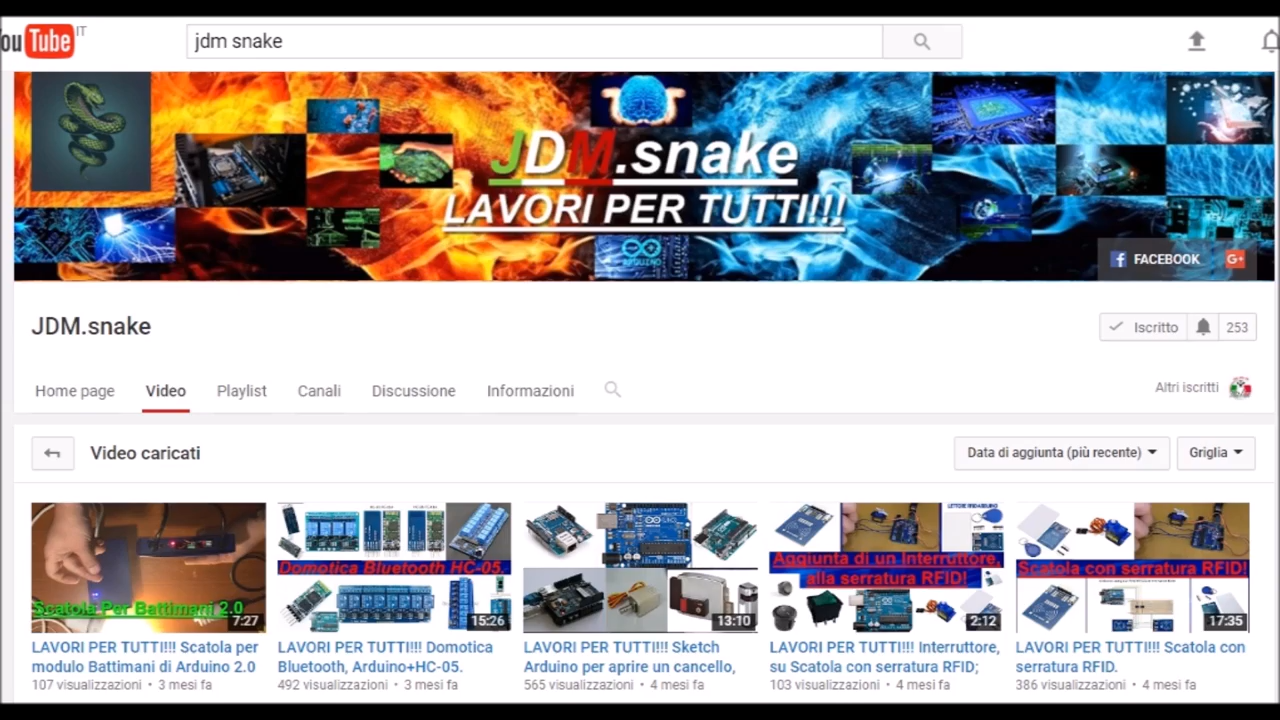 ouTube IT
jdm snake
JDM.snake
LAVORI PER TUTTI!!!
ARDUINO
FACEBOOK
G+
JDM.snake
Iscritto
253
Home page
Video
Playlist
Canali
Discussione
Informazioni
Altri iscritti
Video caricati
Data di aggiunta (più recente)
Griglia
Scatola Per Battimani 2.0
7:27
Domotica Bluetooth HC-05.
15:26
13:10
Aggiunta di un Interruttore,
alla serratura RFID!
2:12
Scatola con serratura RFID!
17:35
LAVORI PER TUTTI!!! Scatola per
modulo Battimani di Arduino 2.0
107 visualizzazioni • 3 mesi fa
LAVORI PER TUTTI!!! Domotica
Bluetooth, Arduino+HC-05.
492 visualizzazioni • 3 mesi fa
LAVORI PER TUTTI!!! Sketch
Arduino per aprire un cancello,
565 visualizzazioni • 4 mesi fa
LAVORI PER TUTTI!!! Interruttore,
su Scatola con serratura RFID;
103 visualizzazioni • 4 mesi fa
LAVORI PER TUTTI!!! Scatola con
serratura RFID.
386 visualizzazioni • 4 mesi fa